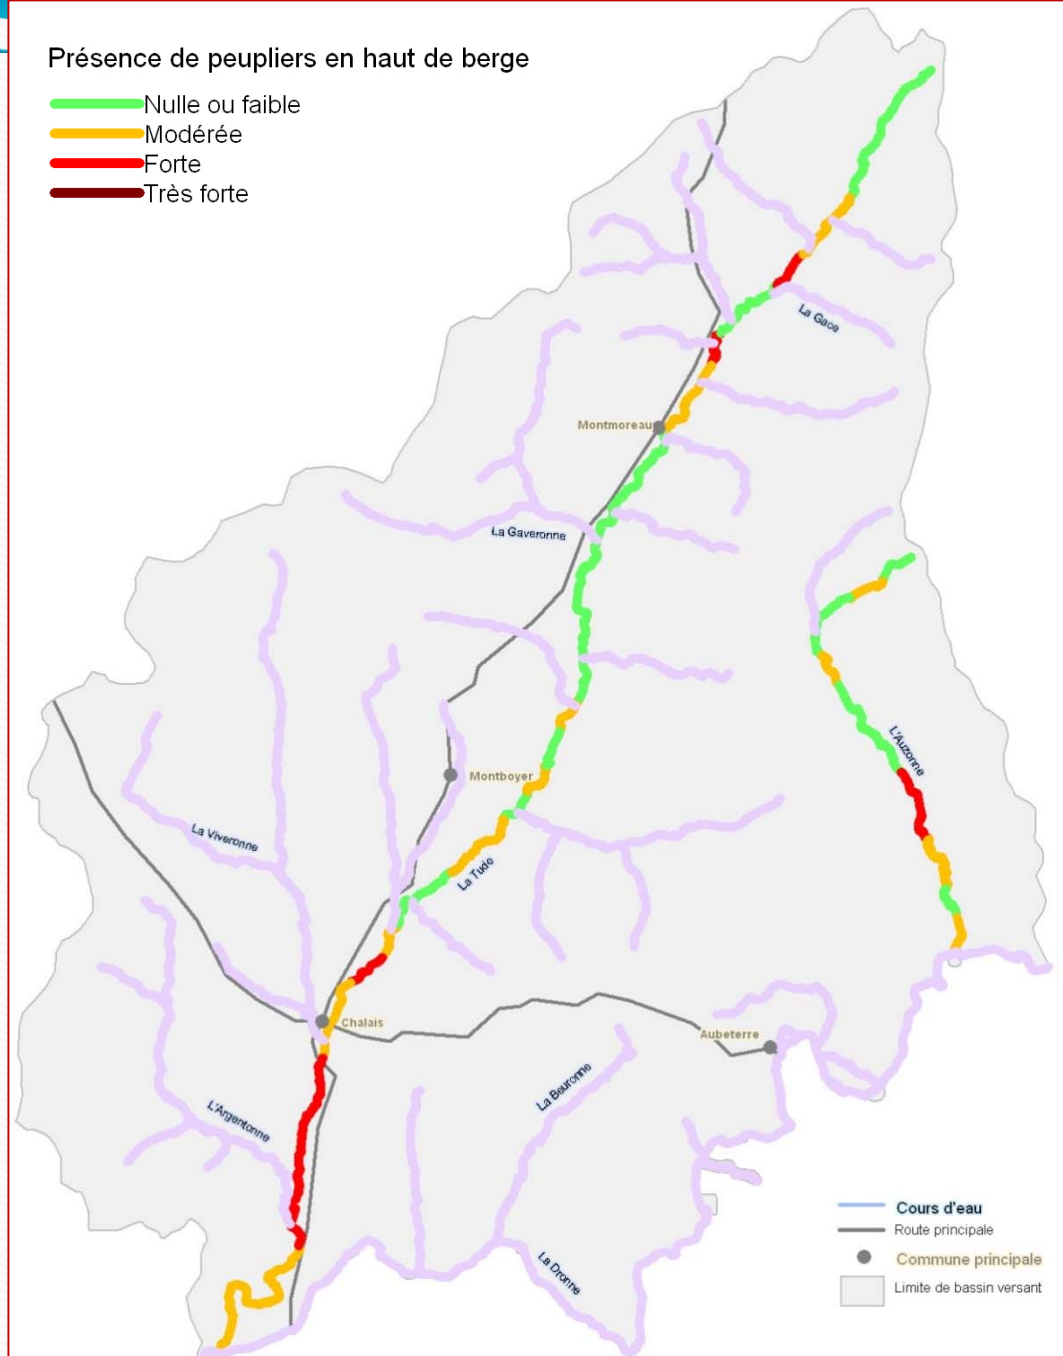 Présence de peupliers en haut de berge
Nulle ou faible
Modérée
Forte
Très forte
La Gace
Montmoreau
La Gaveronne
L'Auzonne
Montboyer
La Viveronne
La Tude
Chalais
Aubeterre
La Beuronne
L'Argentonne
La Dronne
Cours d'eau
Route principale
Commune principale
Limite de bassin versant